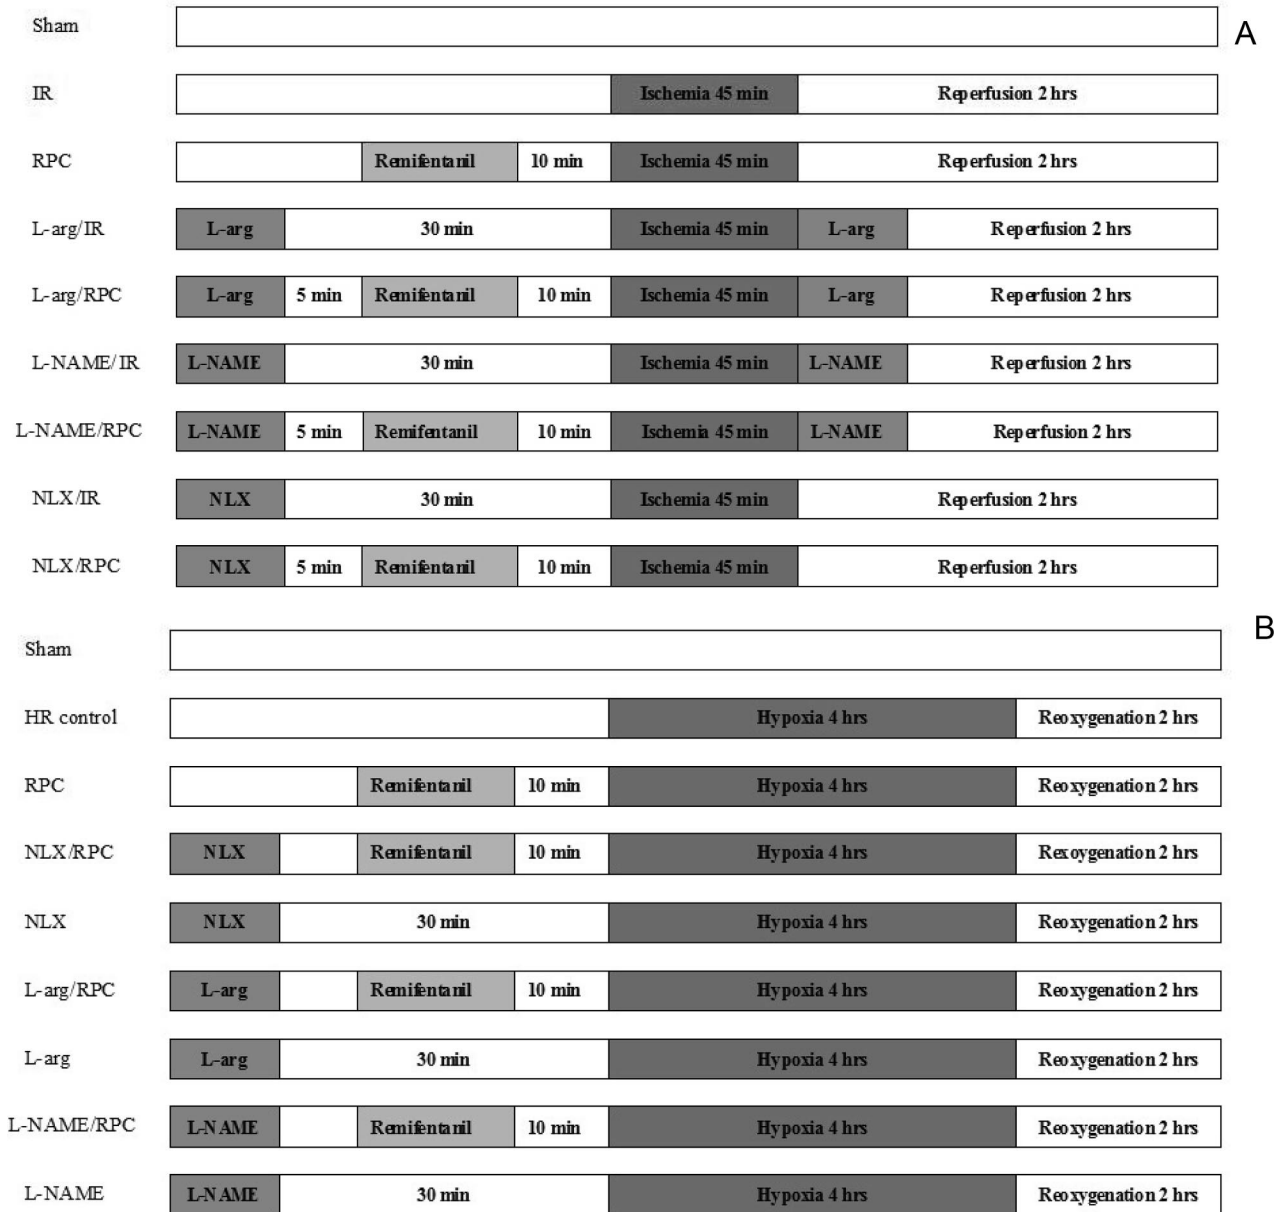 Sham
A
IR Ischemia 45 min Reperfusion 2 hrs
RPC Remifentanil 10 min Ischemia 45 min Reperfusion 2 hrs
L-arg/IR L-arg 30 min Ischemia 45 min L-arg Reperfusion 2 hrs
L-arg/RPC L-arg 5 min Remifentanil 10 min Ischemia 45 min L-arg Reperfusion 2 hrs
L-NAME/IR L-NAME 30 min Ischemia 45 min L-NAME Reperfusion 2 hrs
L-NAME/RPC L-NAME 5 min Remifentanil 10 min Ischemia 45 min L-NAME Reperfusion 2 hrs
NLX/IR NLX 30 min Ischemia 45 min Reperfusion 2 hrs
NLX/RPC NLX 5 min Remifentanil 10 min Ischemia 45 min Reperfusion 2 hrs
B
Sham
HR control Hypoxia 4 hrs Reoxygenation 2 hrs
RPC Remifentanil 10 min Hypoxia 4 hrs Reoxygenation 2 hrs
NLX/RPC NLX Remifentanil 10 min Hypoxia 4 hrs Rexoygenation 2 hrs
NLX NLX 30 min Hypoxia 4 hrs Reoxygenation 2 hrs
L-arg/RPC L-arg Remifentanil 10 min Hypoxia 4 hrs Reoxygenation 2 hrs
L-arg L-arg 30 min Hypoxia 4 hrs Reoxygenation 2 hrs
L-NAME/RPC L-NAME Remifentanil 10 min Hypoxia 4 hrs Reoxygenation 2 hrs
L-NAME L-NAME 30 min Hypoxia 4 hrs Reoxygenation 2 hrs